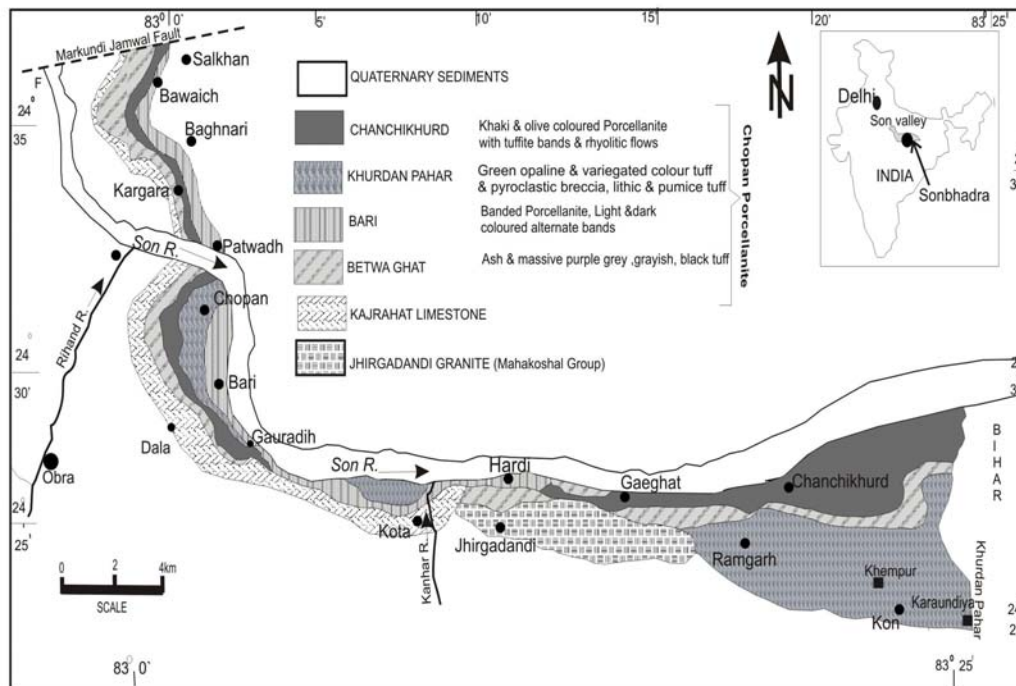 83° 0'
5'
10'
15'
20'
83° 25'
Markundi Jamwal Fault
F
Salkhan
Bawaich
24°
35
Baghnari
Kargara
Son R.
Patwadh
Rihand R.
Chopan
24
30'
Bari
Dala
Gauradih
Obra
Son R.
Hardi
Gaeghat
Chanchikhurd
24
25'
Kota
Jhirgadandi
Kanhar R.
Ramgarh
Khempur
Karaundiya
Kon
BIHAR
Khurdan Pahar
QUATERNARY SEDIMENTS
CHANCHIKHURD
Khaki & olive coloured Porcellanite
with tuffite bands & rhyolitic flows
KHURDAN PAHAR
Green opaline & variegated colour tuff
& pyroclastic breccia, lithic & pumice tuff
BARI
Banded Porcellanite, Light &dark
coloured alternate bands
BETWA GHAT
Ash & massive purple grey ,grayish, black tuff
KAJRAHAT LIMESTONE
JHIRGADANDI GRANITE (Mahakoshal Group)
Chopan Porcellanite
N
Delhi
Son valley
INDIA
Sonbhadra
0 2 4km
SCALE
83° 0'
83° 25'